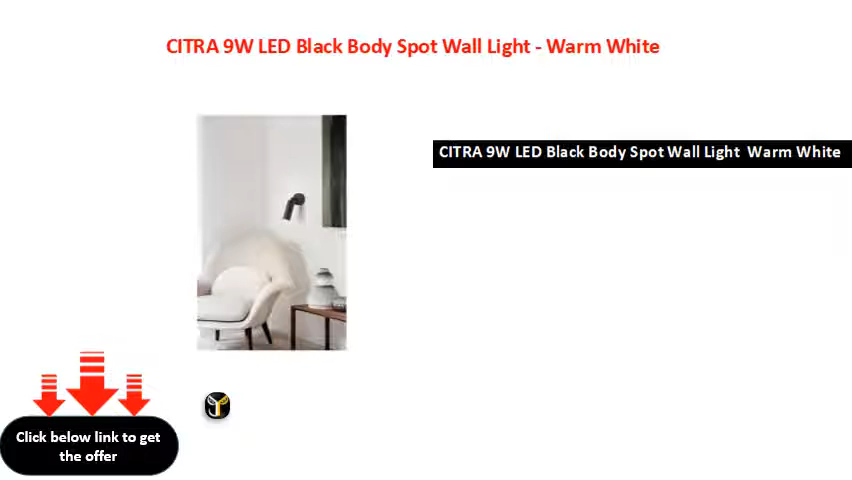 CITRA 9W LED Black Body Spot Wall Light - Warm White
CITRA 9W LED Black Body Spot Wall Light  Warm White
Click below link to get
the offer